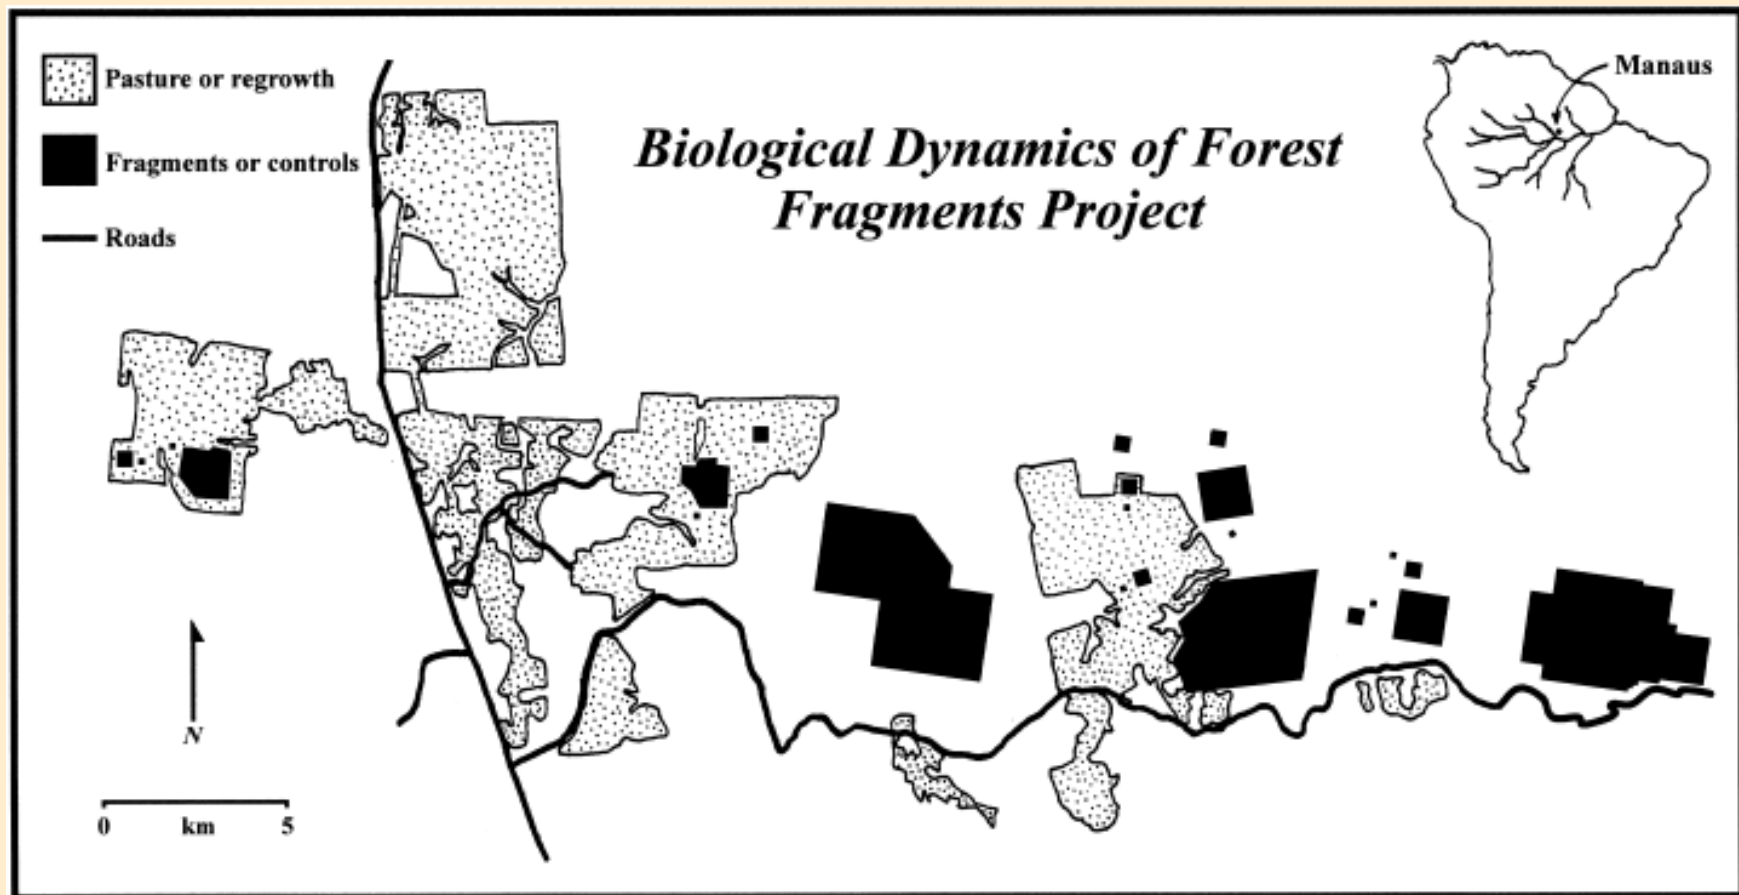 Pasture or regrowth
Fragments or controls
Roads
Biological Dynamics of Forest
Fragments Project
Manaus
N
0 km 5